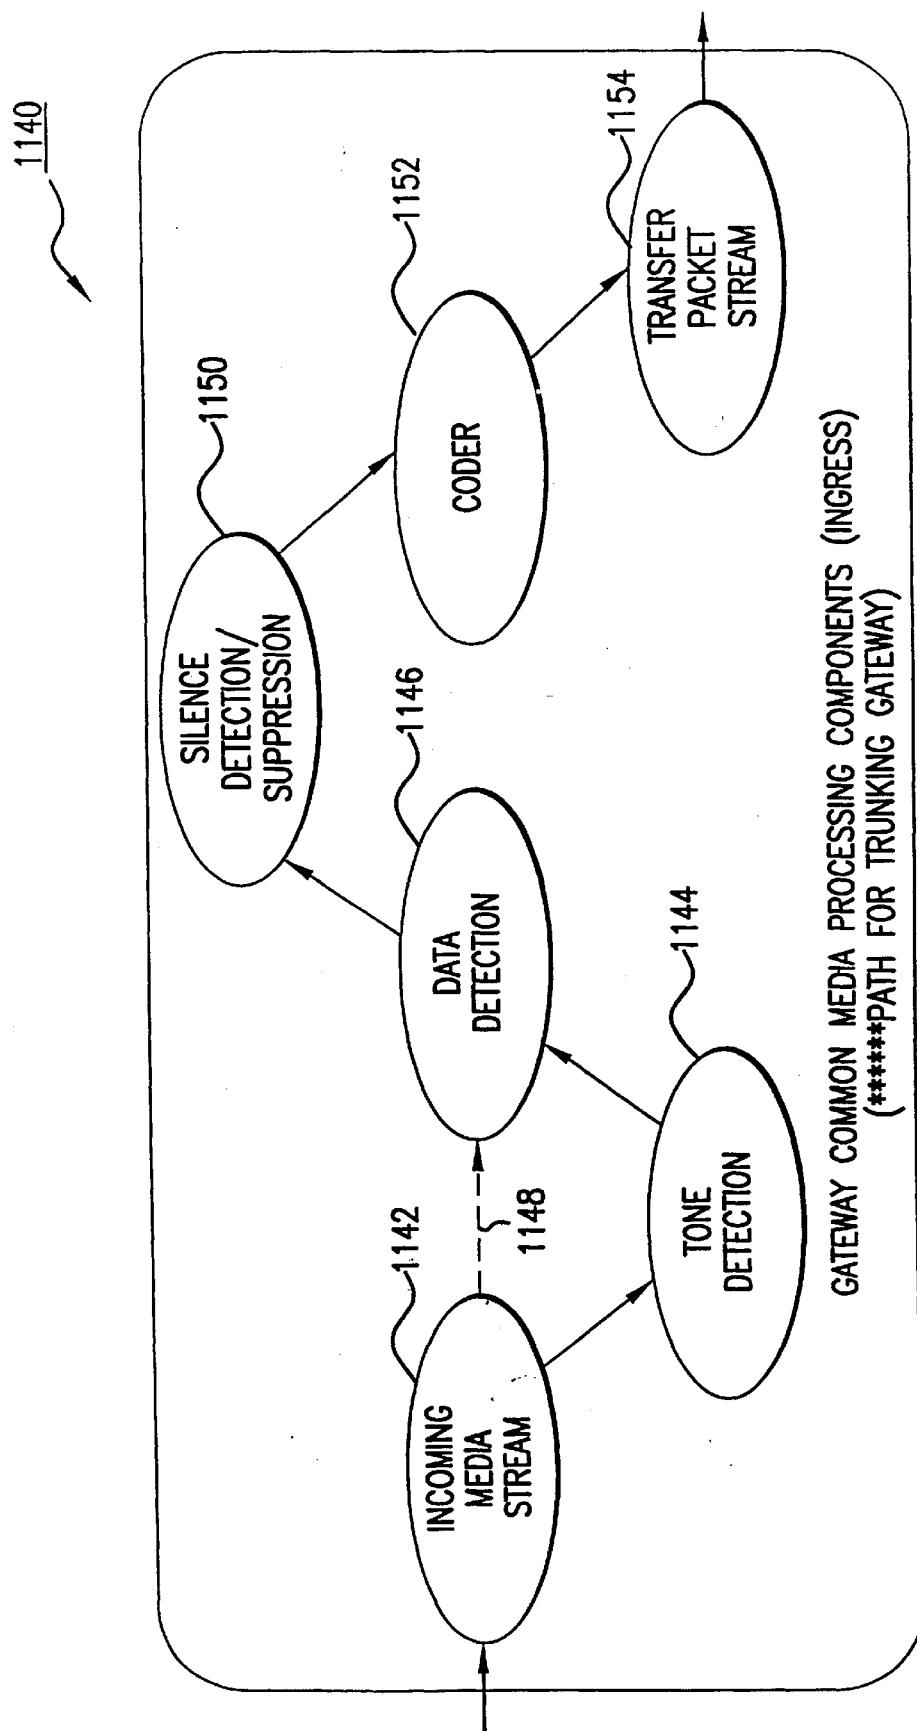 1140
INCOMING
MEDIA
STREAM
1142
1148
TONE
DETECTION
1144
DATA
DETECTION
1146
SILENCE
DETECTION/
SUPPRESSION
1150
CODER
1152
TRANSFER
PACKET
STREAM
1154
GATEWAY COMMON MEDIA PROCESSING COMPONENTS (INGRESS)
(******PATH FOR TRUNKING GATEWAY)